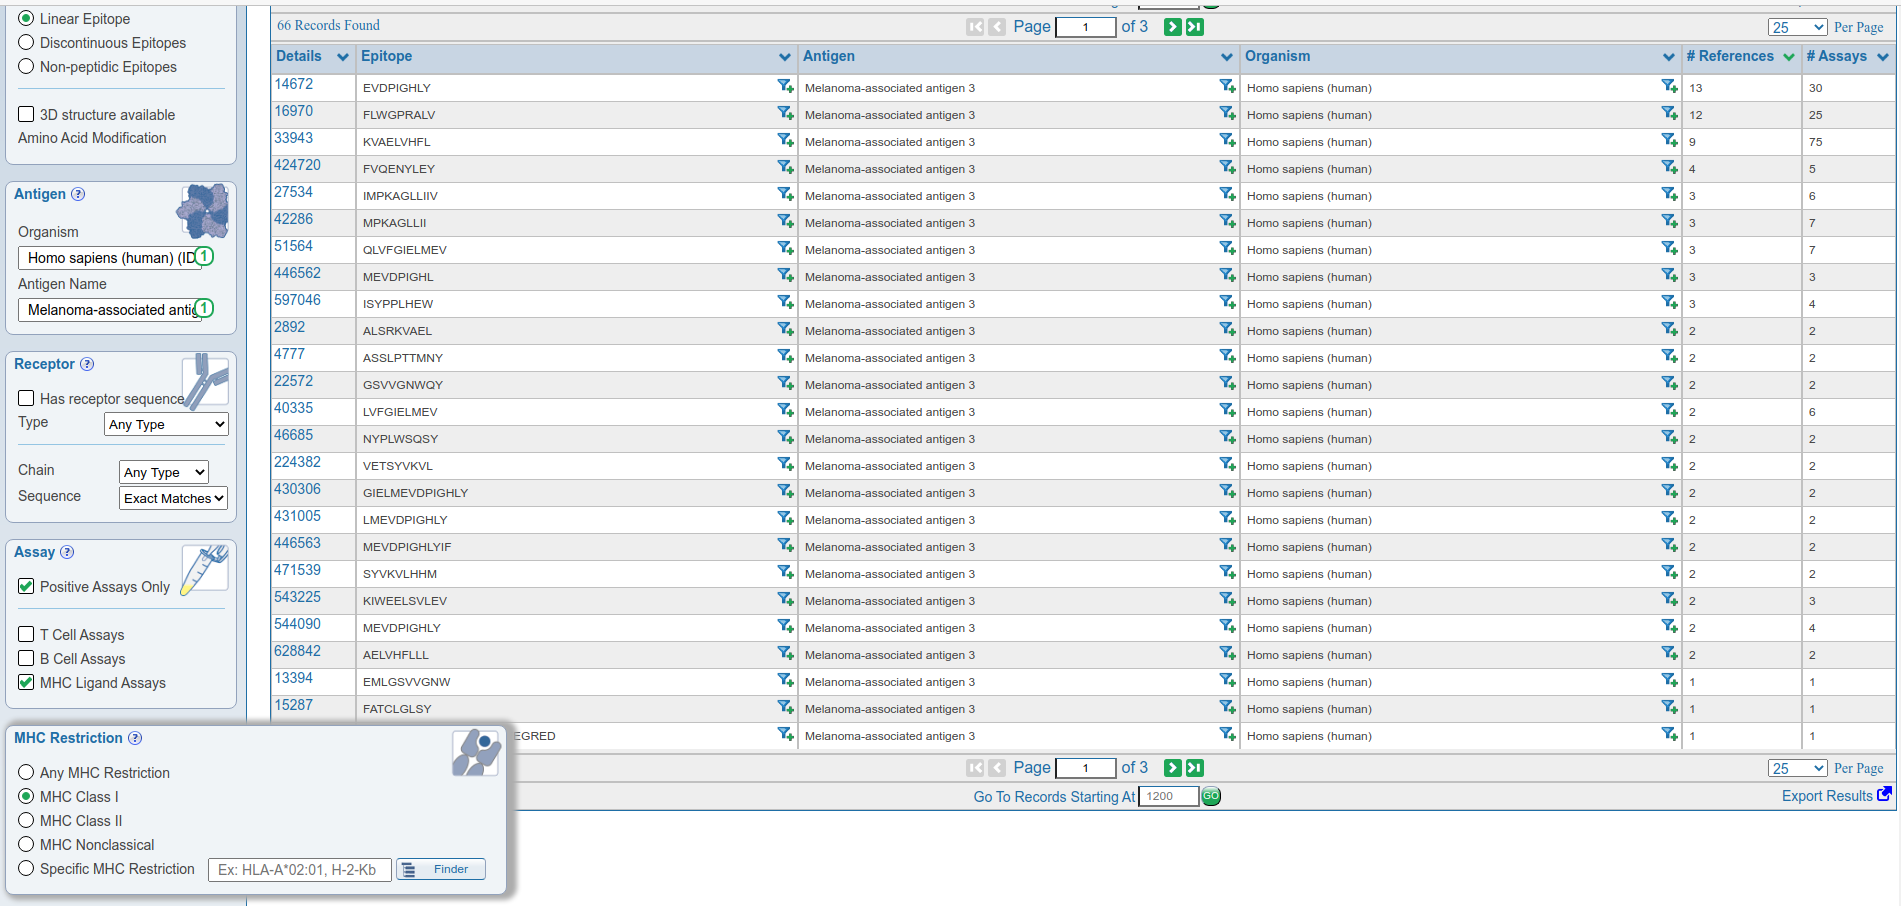 Linear Epitope
Discontinuous Epitopes
Non-peptidic Epitopes
3D structure available
Amino Acid Modification
Antigen ?
Organism
Homo sapiens (human) (ID 1
Antigen Name
Melanoma-associated antig 1
Receptor ?
Has receptor sequence
Type Any Type
Chain Any Type
Sequence Exact Matches
Assay ?
Positive Assays Only
T Cell Assays
B Cell Assays
MHC Ligand Assays
MHC Restriction ?
Any MHC Restriction
MHC Class I
MHC Class II
MHC Nonclassical
Specific MHC Restriction Ex: HLA-A*02:01, H-2-Kb Finder
66 Records Found Page 1 of 3 25 Per Page
Details Epitope Antigen Organism # References # Assays
14672 EVDPIGHLY Melanoma-associated antigen 3 Homo sapiens (human) 13 30
16970 FLWGPRALV Melanoma-associated antigen 3 Homo sapiens (human) 12 25
33943 KVAELVHFL Melanoma-associated antigen 3 Homo sapiens (human) 9 75
424720 FVQENYLEY Melanoma-associated antigen 3 Homo sapiens (human) 4 5
27534 IMPKAGLLIIV Melanoma-associated antigen 3 Homo sapiens (human) 3 6
42286 MPKAGLLII Melanoma-associated antigen 3 Homo sapiens (human) 3 7
51564 QLVFGIELMEV Melanoma-associated antigen 3 Homo sapiens (human) 3 7
446562 MEVDPIGHL Melanoma-associated antigen 3 Homo sapiens (human) 3 3
597046 ISYPPLHEW Melanoma-associated antigen 3 Homo sapiens (human) 3 4
2892 ALSRKVAEL Melanoma-associated antigen 3 Homo sapiens (human) 2 2
4777 ASSLPTTMNY Melanoma-associated antigen 3 Homo sapiens (human) 2 2
22572 GSVVGNWQY Melanoma-associated antigen 3 Homo sapiens (human) 2 2
40335 LVFGIELMEV Melanoma-associated antigen 3 Homo sapiens (human) 2 6
46685 NYPLWSQSY Melanoma-associated antigen 3 Homo sapiens (human) 2 2
224382 VETSYVKVL Melanoma-associated antigen 3 Homo sapiens (human) 2 2
430306 GIELMEVDPIGHLY Melanoma-associated antigen 3 Homo sapiens (human) 2 2
431005 LMEVDPIGHLY Melanoma-associated antigen 3 Homo sapiens (human) 2 2
446563 MEVDPIGHLYIF Melanoma-associated antigen 3 Homo sapiens (human) 2 2
471539 SYVKVLHHM Melanoma-associated antigen 3 Homo sapiens (human) 2 2
543225 KIWEELSVLEV Melanoma-associated antigen 3 Homo sapiens (human) 2 3
544090 MEVDPIGHLY Melanoma-associated antigen 3 Homo sapiens (human) 2 4
628842 AELVHFLLL Melanoma-associated antigen 3 Homo sapiens (human) 2 2
13394 EMLGSVVGNW Melanoma-associated antigen 3 Homo sapiens (human) 1 1
15287 FATCLGLSY Melanoma-associated antigen 3 Homo sapiens (human) 1 1
EGRED Melanoma-associated antigen 3 Homo sapiens (human) 1 1
Page 1 of 3 25 Per Page
Go To Records Starting At 1200 GO Export Results